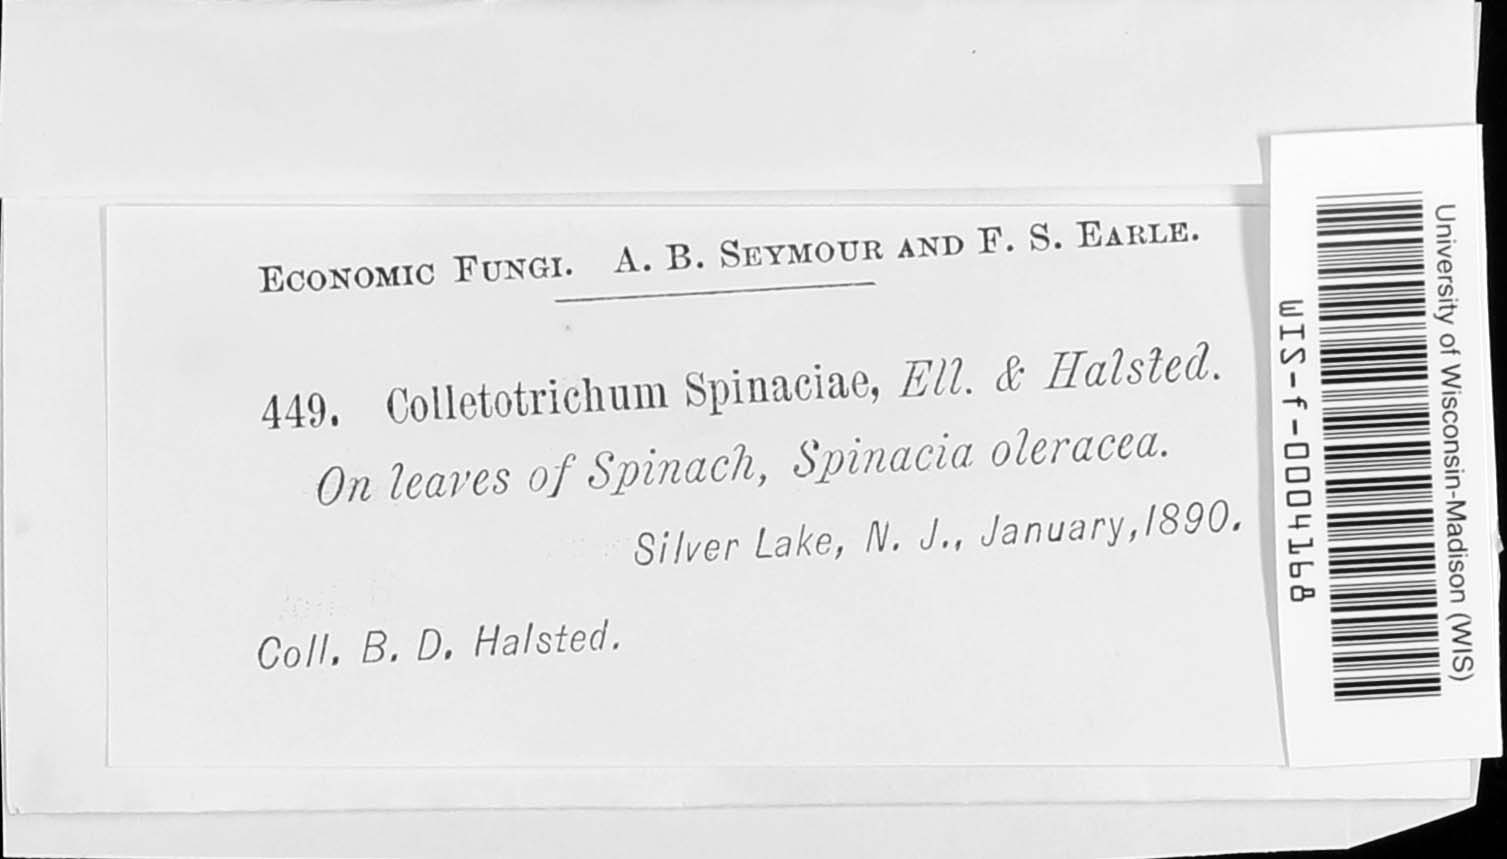 ECONOMIC FUNGI. A. B. SEYMOUR AND F. S. EARLE.
449. Colletotrichum Spinaciae, Ell. & Halsted.
On leaves of Spinach, Spinacia oleracea.
Silver Lake, N. J., January, 1890.
Coll. B. D. Halsted.
WIS-f-0004168
University of Wisconsin-Madison (WIS)